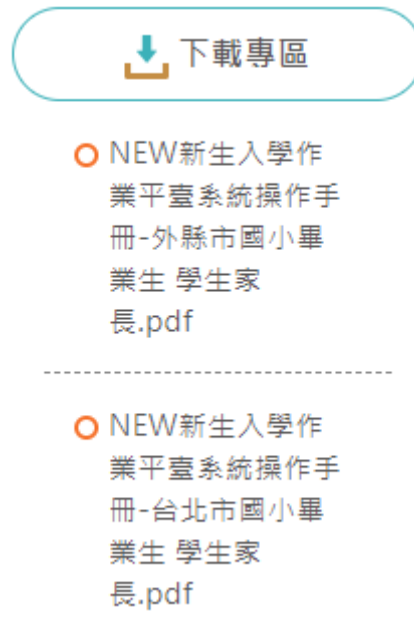 下載專區
NEW新生入學作
業平臺系統操作手
冊-外縣市國小畢
業生 學生家
長.pdf
NEW新生入學作
業平臺系統操作手
冊-台北市國小畢
業生 學生家
長.pdf